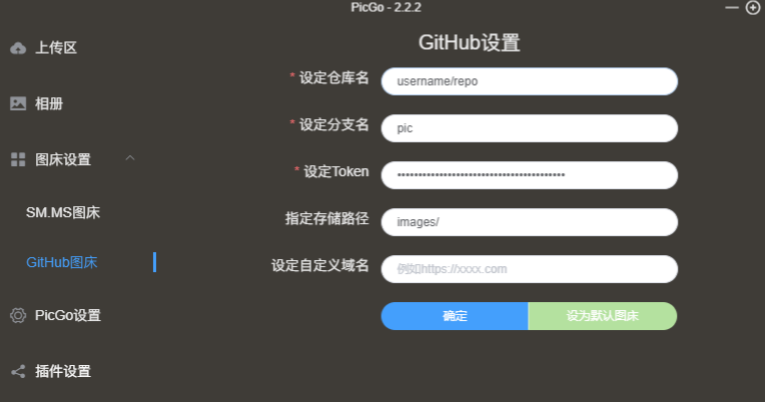 PicGo - 2.2.2
上传区
相册
图床设置
SM.MS图床
GitHub图床
PicGo设置
插件设置
GitHub设置
* 设定仓库名 username/repo
* 设定分支名 pic
* 设定Token ••••••••••••••••••••••••••••••••••••••••
指定存储路径 images/
设定自定义域名 例如https://xxxx.com
确定 设为默认图床